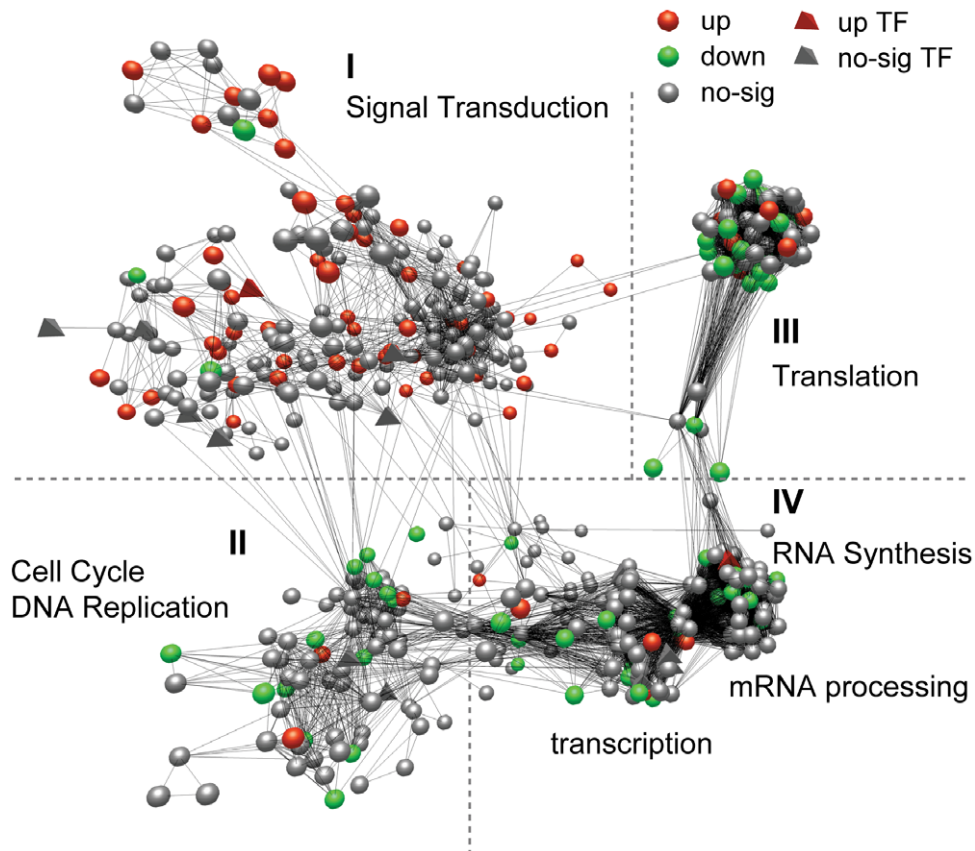 up
down
no-sig
up TF
no-sig TF
I
Signal Transduction
III
Translation
II
Cell Cycle
DNA Replication
IV
RNA Synthesis
mRNA processing
transcription